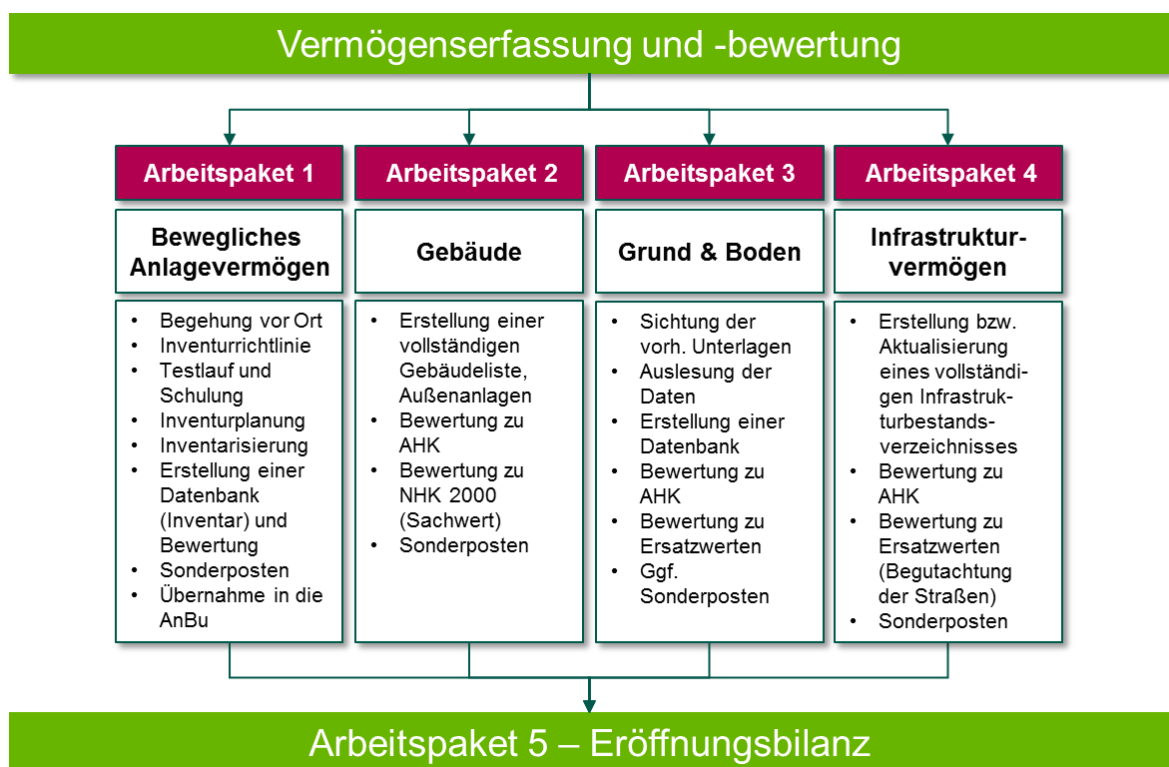 Vermögenserfassung und -bewertung
Arbeitspaket 1
Bewegliches
Anlagevermögen
• Begehung vor Ort
• Inventurrichtlinie
• Testlauf und
Schulung
• Inventurplanung
• Inventarisierung
• Erstellung einer
Datenbank
(Inventar) und
Bewertung
• Sonderposten
• Übernahme in die
AnBu
Arbeitspaket 2
Gebäude
• Erstellung einer
vollständigen
Gebäudeliste,
Außenanlagen
• Bewertung zu
AHK
• Bewertung zu
NHK 2000
(Sachwert)
• Sonderposten
Arbeitspaket 3
Grund & Boden
• Sichtung der
vorh. Unterlagen
• Auslesung der
Daten
• Erstellung einer
Datenbank
• Bewertung zu
AHK
• Bewertung zu
Ersatzwerten
• Ggf.
Sonderposten
Arbeitspaket 4
Infrastruktur-
vermögen
• Erstellung bzw.
Aktualisierung
eines vollständi-
gen Infrastruk-
turbestands-
verzeichnisses
• Bewertung zu
AHK
• Bewertung zu
Ersatzwerten
(Begutachtung
der Straßen)
• Sonderposten
Arbeitspaket 5 – Eröffnungsbilanz